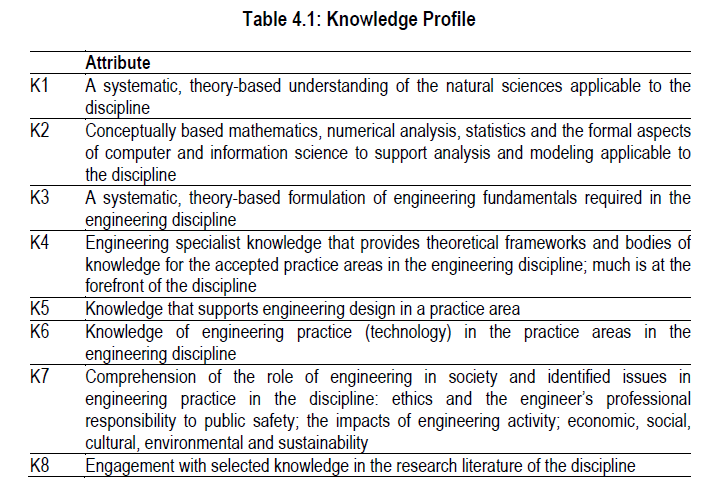 Table 4.1: Knowledge Profile
Attribute
K1 A systematic, theory-based understanding of the natural sciences applicable to the
discipline
K2 Conceptually based mathematics, numerical analysis, statistics and the formal aspects
of computer and information science to support analysis and modeling applicable to
the discipline
K3 A systematic, theory-based formulation of engineering fundamentals required in the
engineering discipline
K4 Engineering specialist knowledge that provides theoretical frameworks and bodies of
knowledge for the accepted practice areas in the engineering discipline; much is at the
forefront of the discipline
K5 Knowledge that supports engineering design in a practice area
K6 Knowledge of engineering practice (technology) in the practice areas in the
engineering discipline
K7 Comprehension of the role of engineering in society and identified issues in
engineering practice in the discipline: ethics and the engineer's professional
responsibility to public safety; the impacts of engineering activity; economic, social,
cultural, environmental and sustainability
K8 Engagement with selected knowledge in the research literature of the discipline